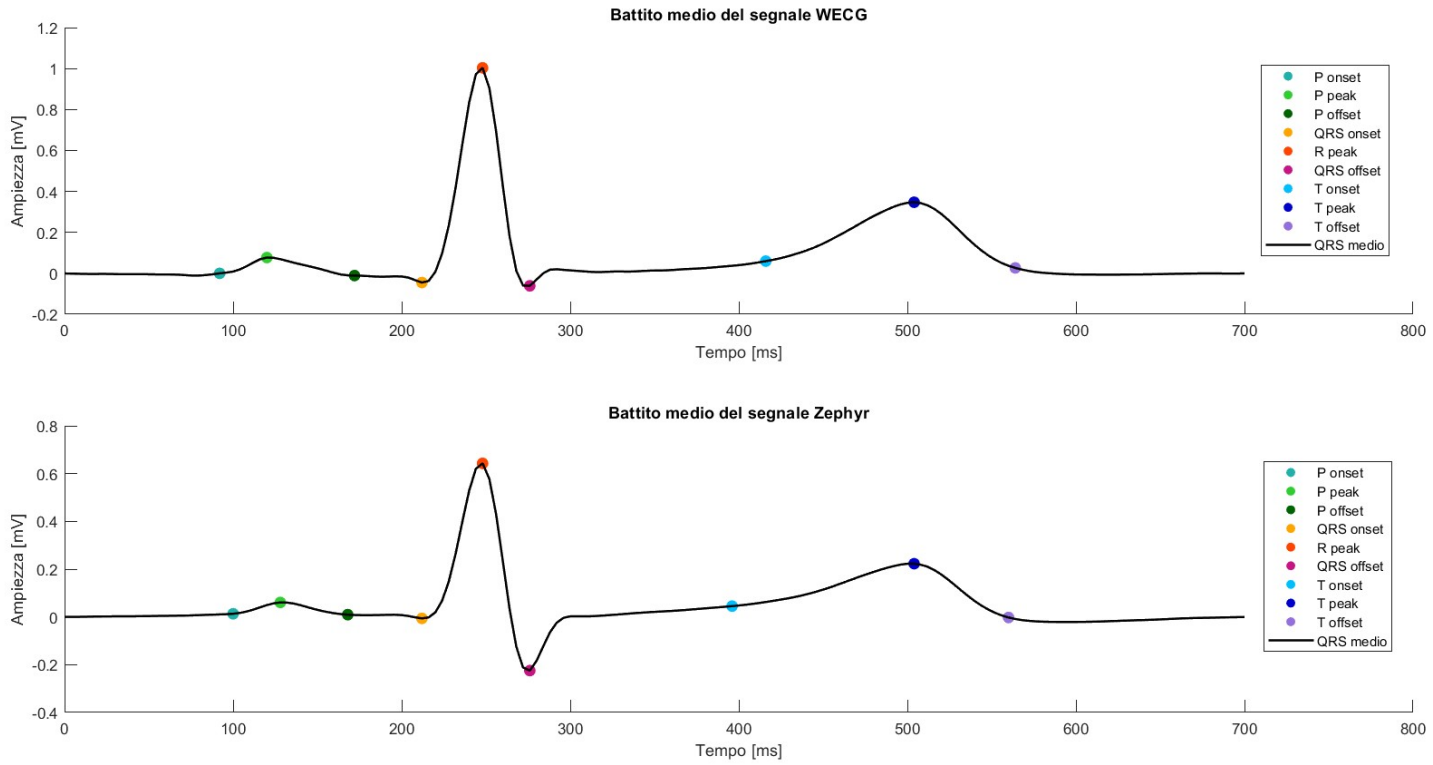 Battito medio del segnale WECG
1.2
1
0.8
0.6
0.4
0.2
0
-0.2
Ampiezza [mV]
0 100 200 300 400 500 600 700 800
Tempo [ms]
P onset
P peak
P offset
QRS onset
R peak
QRS offset
T onset
T peak
T offset
QRS medio
Battito medio del segnale Zephyr
0.8
0.6
0.4
0.2
0
-0.2
-0.4
Ampiezza [mV]
0 100 200 300 400 500 600 700 800
Tempo [ms]
P onset
P peak
P offset
QRS onset
R peak
QRS offset
T onset
T peak
T offset
QRS medio